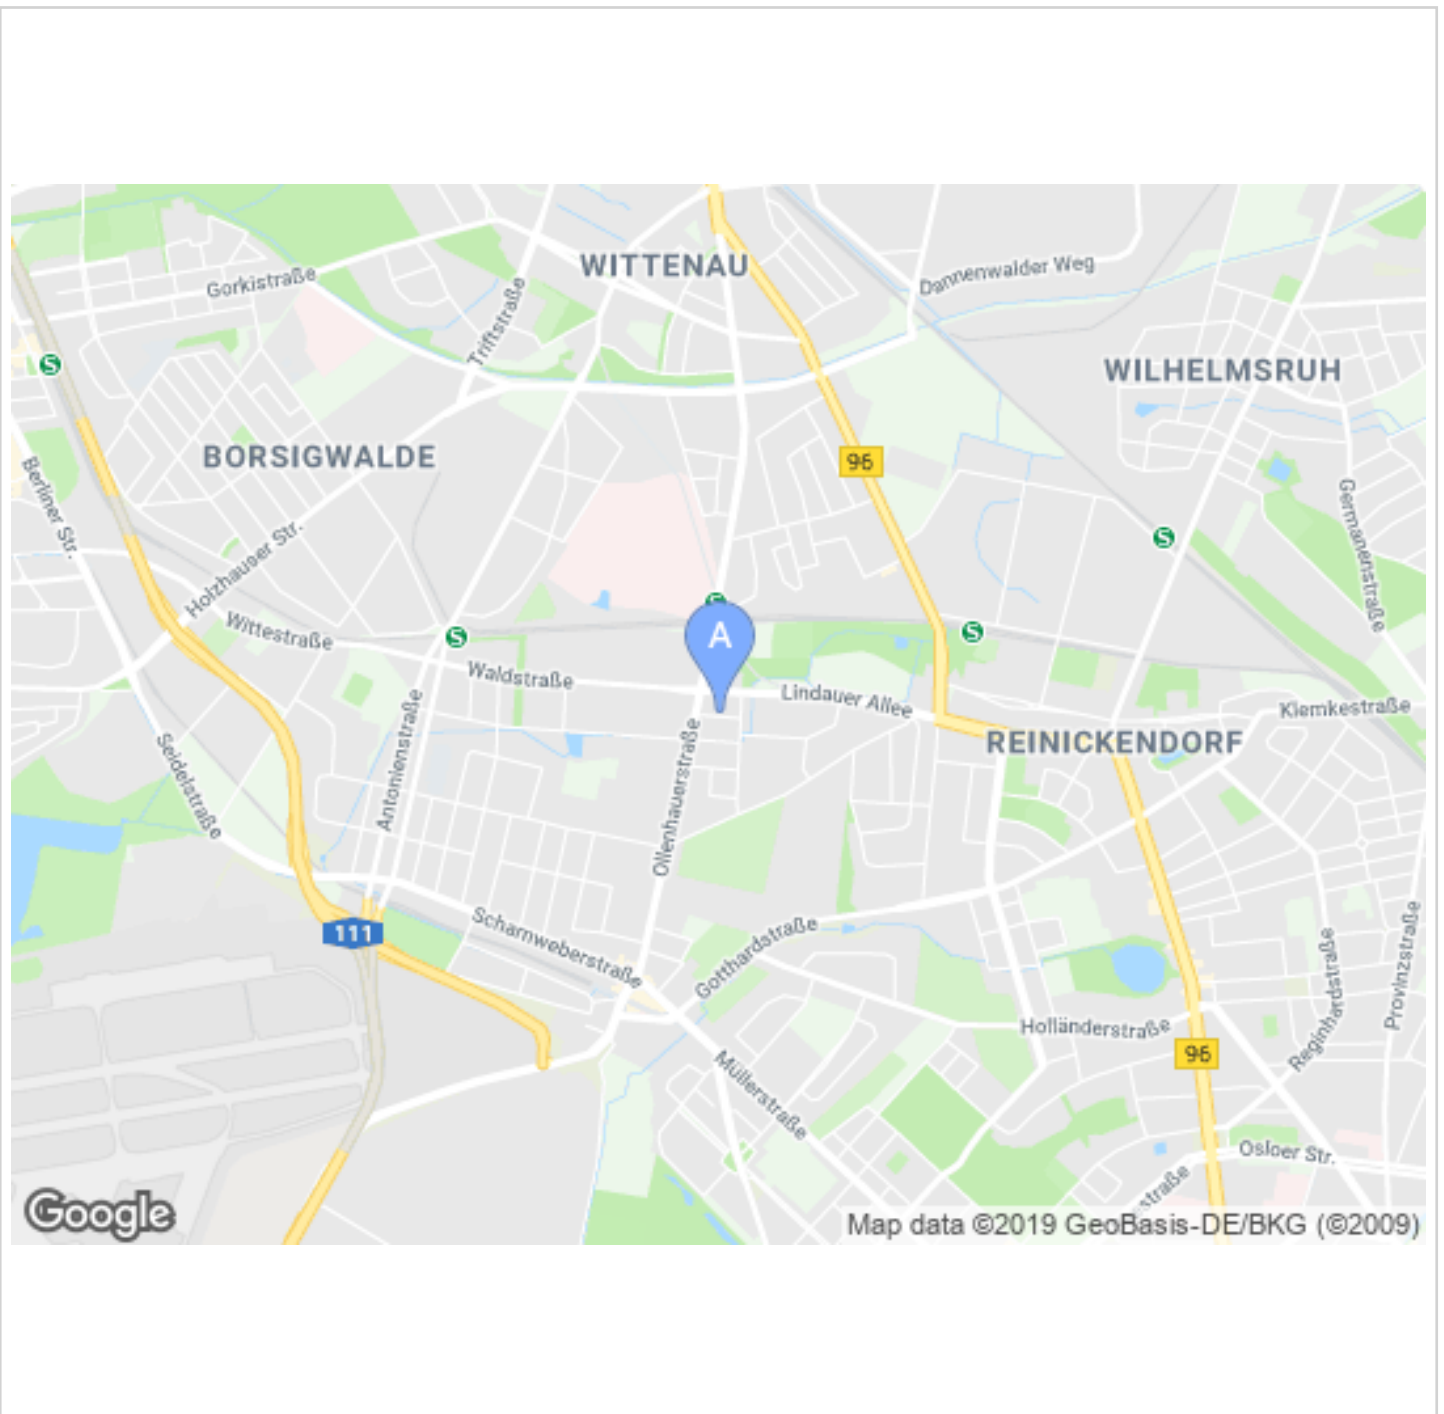 WITTENAU
Dannenwalder Weg
Gorkistraße
Triftstraße
S
WILHELMSRUH
BORSIGWALDE
96
Berliner Str.
Germanenstraße
S
Holzhauser Str.
S
A
S
S
Wittestraße
Waldstraße
Lindauer Allee
Klemkestraße
Antonienstraße
Ollenhauerstraße
REINICKENDORF
Seidelstraße
111
Scharnweberstraße
Gotthardstraße
Provinzstraße
Reginhardstraße
Holländerstraße
96
Müllerstraße
Osloer Str.
Google
Map data ©2019 GeoBasis-DE/BKG (©2009)